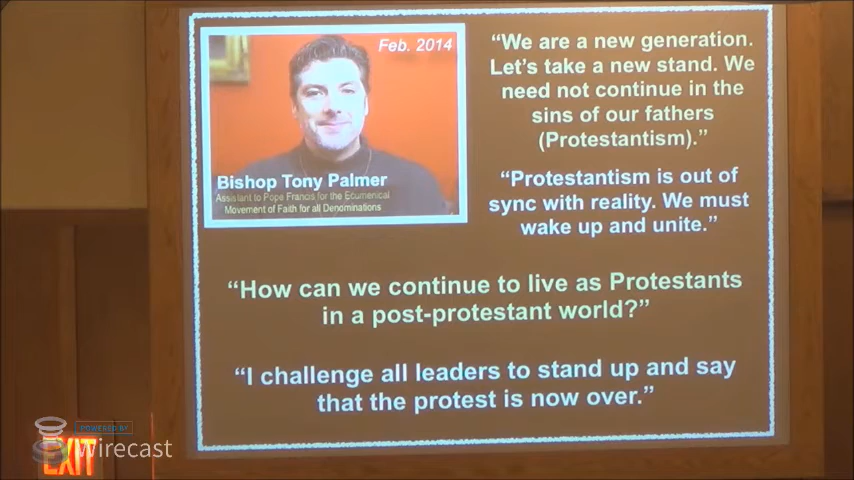 Feb. 2014
Bishop Tony Palmer
Assistant to Pope Francis for the Ecumenical
Movement of Faith for all Denominations
“We are a new generation.
Let’s take a new stand. We
need not continue in the
sins of our fathers
(Protestantism).”
“Protestantism is out of
sync with reality. We must
wake up and unite.”
“How can we continue to live as Protestants
in a post-protestant world?”
“I challenge all leaders to stand up and say
that the protest is now over.”
POWERED BY
wirecast
EXIT